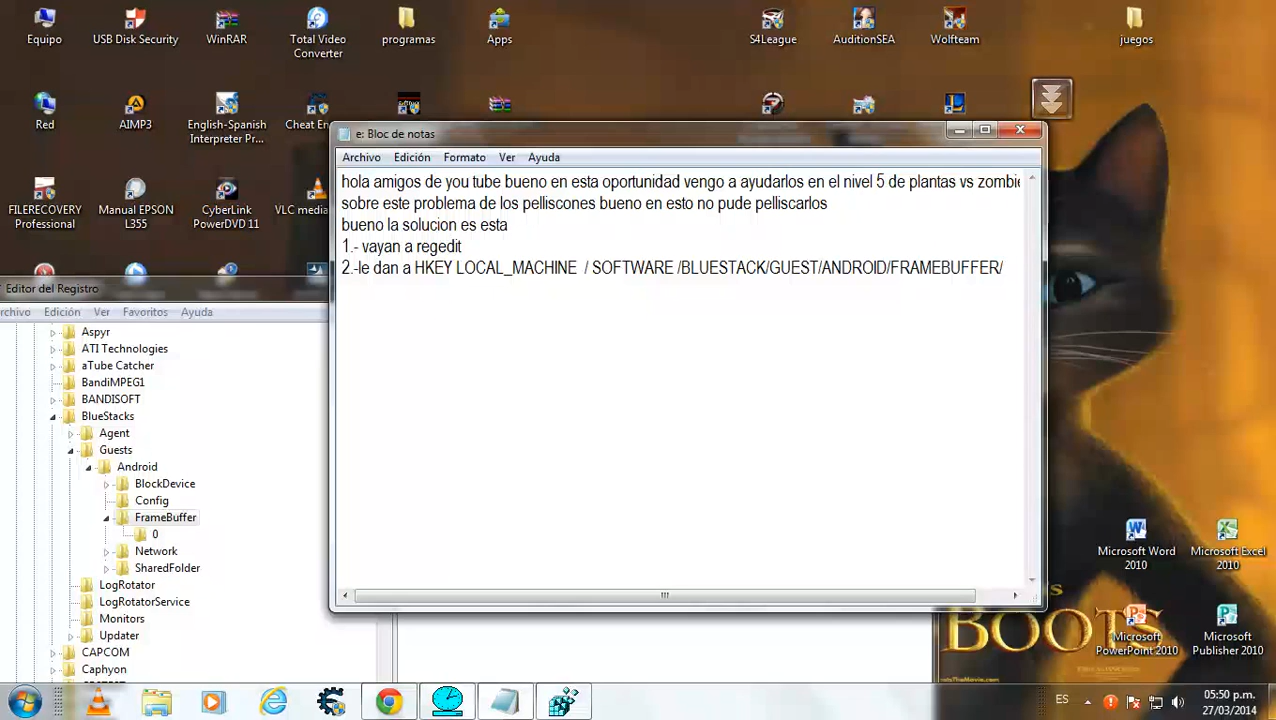 Equipo
USB Disk Security
WinRAR
Total Video
Converter
programas
Apps
S4League
AuditionSEA
Wolfteam
juegos
Red
AIMP3
English-Spanish
Interpreter Pr...
Cheat En
FILERECOVERY
Professional
Manual EPSON
L355
CyberLink
PowerDVD 11
VLC media
e: Bloc de notas
Archivo Edición Formato Ver Ayuda
hola amigos de you tube bueno en esta oportunidad vengo a ayudarlos en el nivel 5 de plantas vs zombie
sobre este problema de los pelliscones bueno en esto no pude pelliscarlos
bueno la solucion es esta
1.- vayan a regedit
2.-le dan a HKEY LOCAL_MACHINE / SOFTWARE /BLUESTACK/GUEST/ANDROID/FRAMEBUFFER/
Editor del Registro
rchivo Edición Ver Favoritos Ayuda
Aspyr
ATI Technologies
aTube Catcher
BandiMPEG1
BANDISOFT
BlueStacks
Agent
Guests
Android
BlockDevice
Config
FrameBuffer
0
Network
SharedFolder
LogRotator
LogRotatorService
Monitors
Updater
CAPCOM
Caphyon
Microsoft Word
2010
Microsoft Excel
2010
BOOTS
Microsoft
PowerPoint 2010
Microsoft
Publisher 2010
ES
05:50 p.m.
27/03/2014